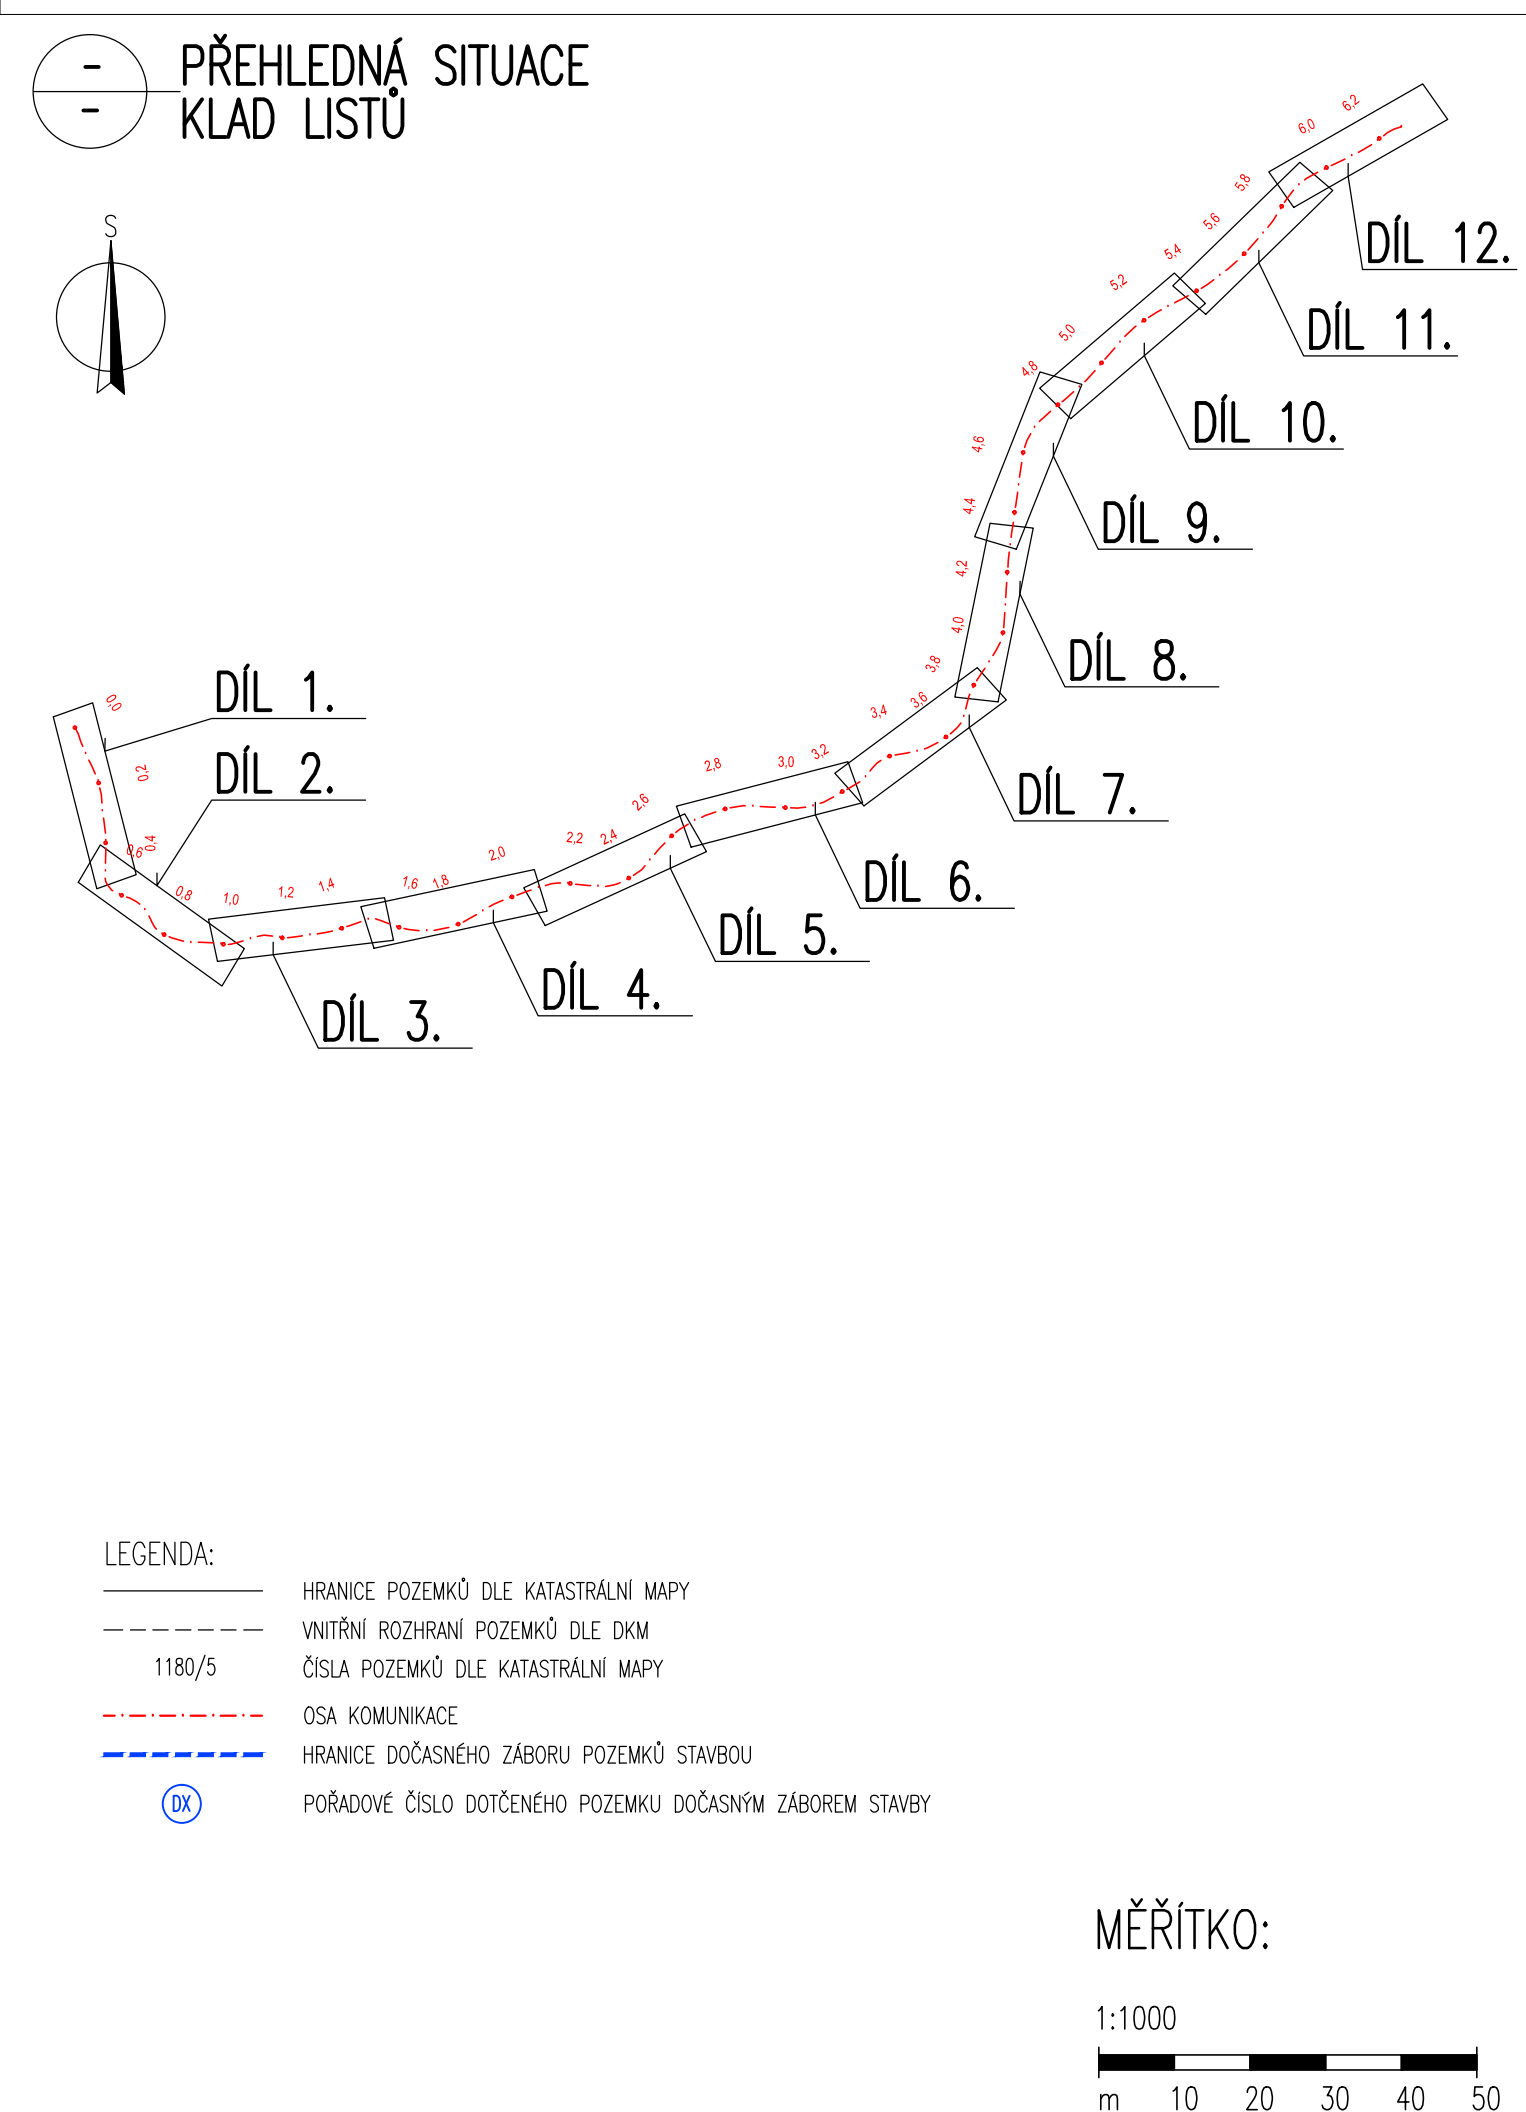 -
-
PŘEHLEDNÁ SITUACE
KLAD LISTŮ
S
6,2
6,0
5,8
5,6
5,4
5,2
5,0
4,8
4,6
4,4
4,2
4,0
3,8
3,6
3,4
3,2
3,0
2,8
2,6
2,4
2,2
2,0
1,8
1,6
1,4
1,2
1,0
0,8
0,6
0,4
0,2
0,0
DÍL 12.
DÍL 11.
DÍL 10.
DÍL 9.
DÍL 8.
DÍL 7.
DÍL 6.
DÍL 5.
DÍL 4.
DÍL 3.
DÍL 2.
DÍL 1.
LEGENDA:
HRANICE POZEMKŮ DLE KATASTRÁLNÍ MAPY
VNITŘNÍ ROZHRANÍ POZEMKŮ DLE DKM
1180/5 ČÍSLA POZEMKŮ DLE KATASTRÁLNÍ MAPY
OSA KOMUNIKACE
HRANICE DOČASNÉHO ZÁBORU POZEMKŮ STAVBOU
DX POŘADOVÉ ČÍSLO DOTČENÉHO POZEMKU DOČASNÝM ZÁBOREM STAVBY
MĚŘÍTKO:
1:1000
m 10 20 30 40 50